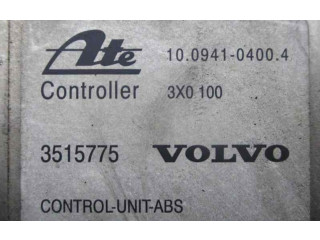 Ate 10.0941-0400.4
Controller 3X0 100
3515775 VOLVO
CONTROL-UNIT-ABS